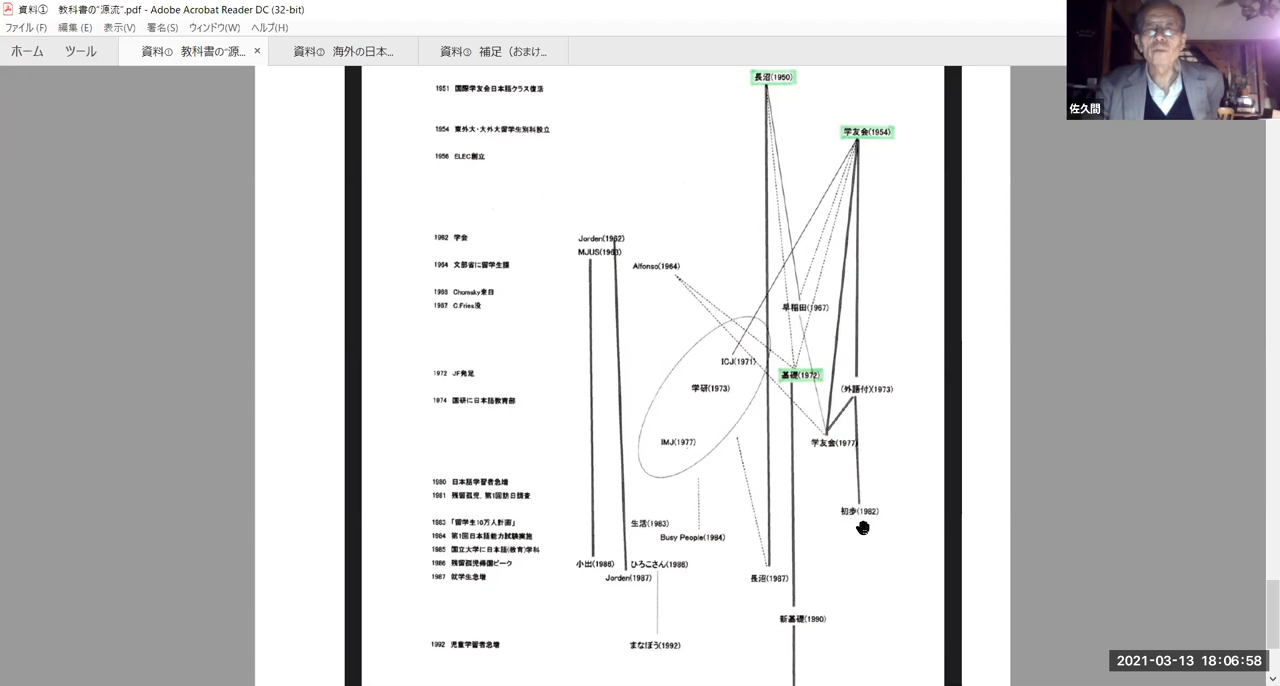 資料① 教科書の“源流”.pdf - Adobe Acrobat Reader DC (32-bit)
ファイル(F) 編集(E) 表示(V) 署名(S) ウィンドウ(W) ヘルプ(H)
ホーム ツール 資料① 教科書の“源... × 資料② 海外の日本... 資料③ 補足（おまけ...
佐久間
長沼(1950)
1951 国際学友会日本語クラス復活
1954 東外大・大外大留学生別科設立
学友会(1954)
1956 ELEC創立
1962 学会
Jorden(1962)
MJUS(1963)
1964 文部省に留学生課
Alfonso(1964)
1966 Chomsky来日
1967 C.Fries没
早稲田(1967)
ICJ(1971)
1972 JF発足
基礎(1972)
学研(1973)
(外語付)(1973)
1974 国研に日本語教育部
IMJ(1977)
学友会(1977)
1980 日本語学習者急増
1981 残留孤児、第1回訪日調査
初歩(1982)
1983 「留学生10万人計画」
生活(1983)
1984 第1回日本語能力試験実施
Busy People(1984)
1985 国立大学に日本語(教育)学科
1986 残留孤児帰国ピーク
小出(1986)
ひろこさん(1986)
1987 就学生急増
Jorden(1987)
長沼(1987)
新基礎(1990)
1992 児童学習者急増
まなぼう(1992)
2021-03-13 18:06:58